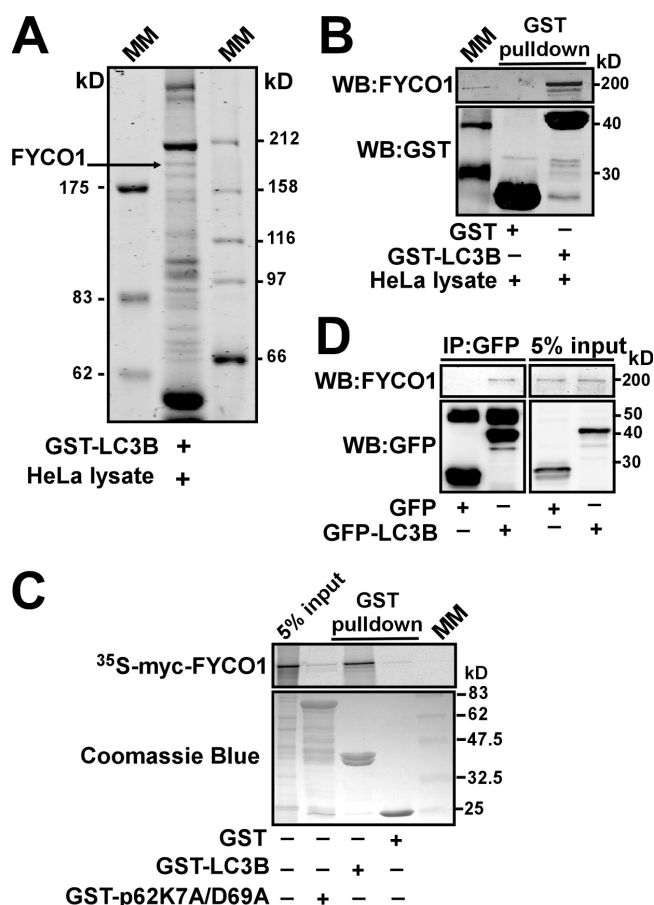 A
MM
MM
kD
kD
FYCO1
175
83
62
212
158
116
97
66
GST-LC3B +
HeLa lysate +
B
MM
GST
pulldown
kD
WB:FYCO1
200
WB:GST
40
30
GST + –
GST-LC3B – +
HeLa lysate + +
D
IP:GFP 5% input
kD
WB:FYCO1
200
WB:GFP
50
40
30
GFP + – + –
GFP-LC3B – + – +
C
5% input
GST
pulldown
MM
³⁵S-myc-FYCO1
kD
Coomassie Blue
83
62
47.5
32.5
25
GST – – – +
GST-LC3B – – + –
GST-p62K7A/D69A – + – –